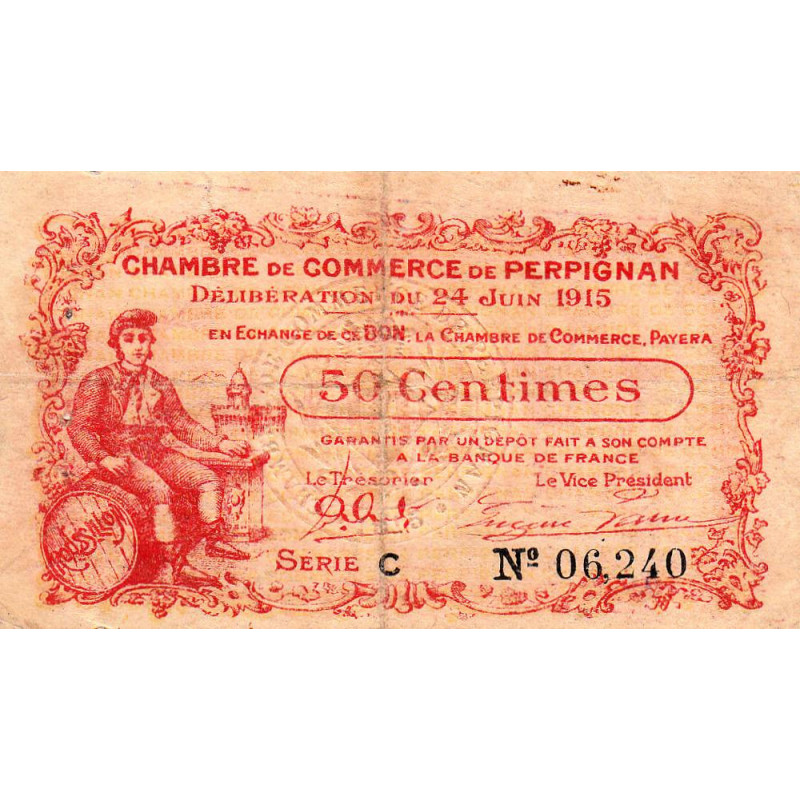 CHAMBRE DE COMMERCE DE PERPIGNAN
DÉLIBÉRATION DU 24 JUIN 1915
EN ECHANGE DE CE BON, LA CHAMBRE DE COMMERCE, PAYERA
50 Centimes
GARANTIS PAR UN DÉPÔT FAIT A SON COMPTE
A LA BANQUE DE FRANCE
Le Trésorier Le Vice Président
Roussillon
SÉRIE C Nº 06,240